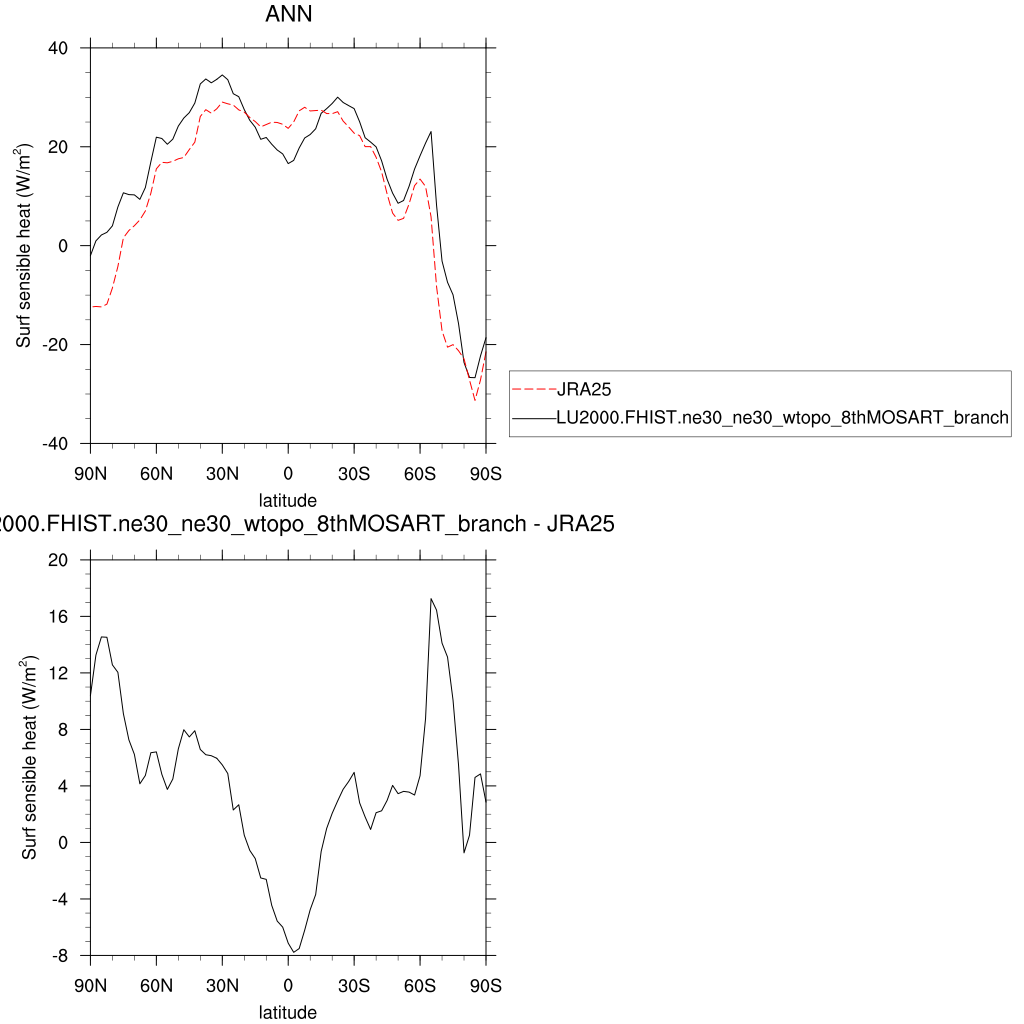 ANN
40
20
0
-20
-40
Surf sensible heat (W/m²)
90N 60N 30N 0 30S 60S 90S
latitude
JRA25
LU2000.FHIST.ne30_ne30_wtopo_8thMOSART_branch
2000.FHIST.ne30_ne30_wtopo_8thMOSART_branch - JRA25
20
16
12
8
4
0
-4
-8
Surf sensible heat (W/m²)
90N 60N 30N 0 30S 60S 90S
latitude